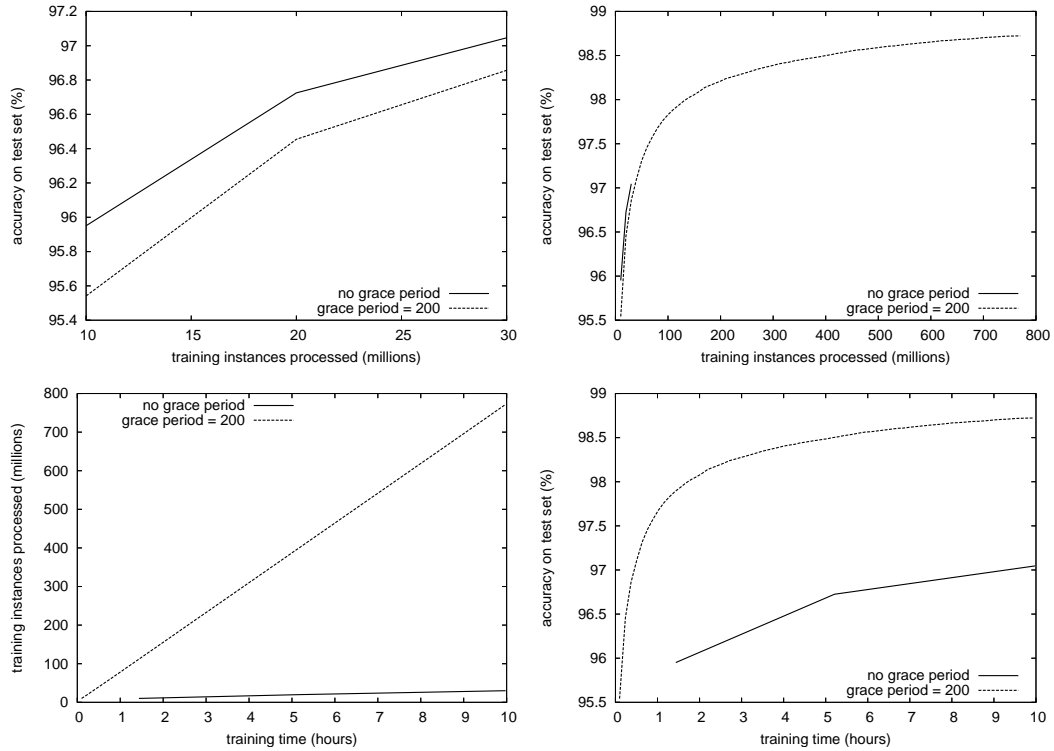 97.2
97
96.8
96.6
96.4
96.2
96
95.8
95.6
95.4
10 15 20 25 30
accuracy on test set (%)
training instances processed (millions)
no grace period
grace period = 200
99
98.5
98
97.5
97
96.5
96
95.5
0 100 200 300 400 500 600 700 800
accuracy on test set (%)
training instances processed (millions)
no grace period
grace period = 200
800
700
600
500
400
300
200
100
0
0 1 2 3 4 5 6 7 8 9 10
training instances processed (millions)
training time (hours)
no grace period
grace period = 200
99
98.5
98
97.5
97
96.5
96
95.5
0 1 2 3 4 5 6 7 8 9 10
accuracy on test set (%)
training time (hours)
no grace period
grace period = 200